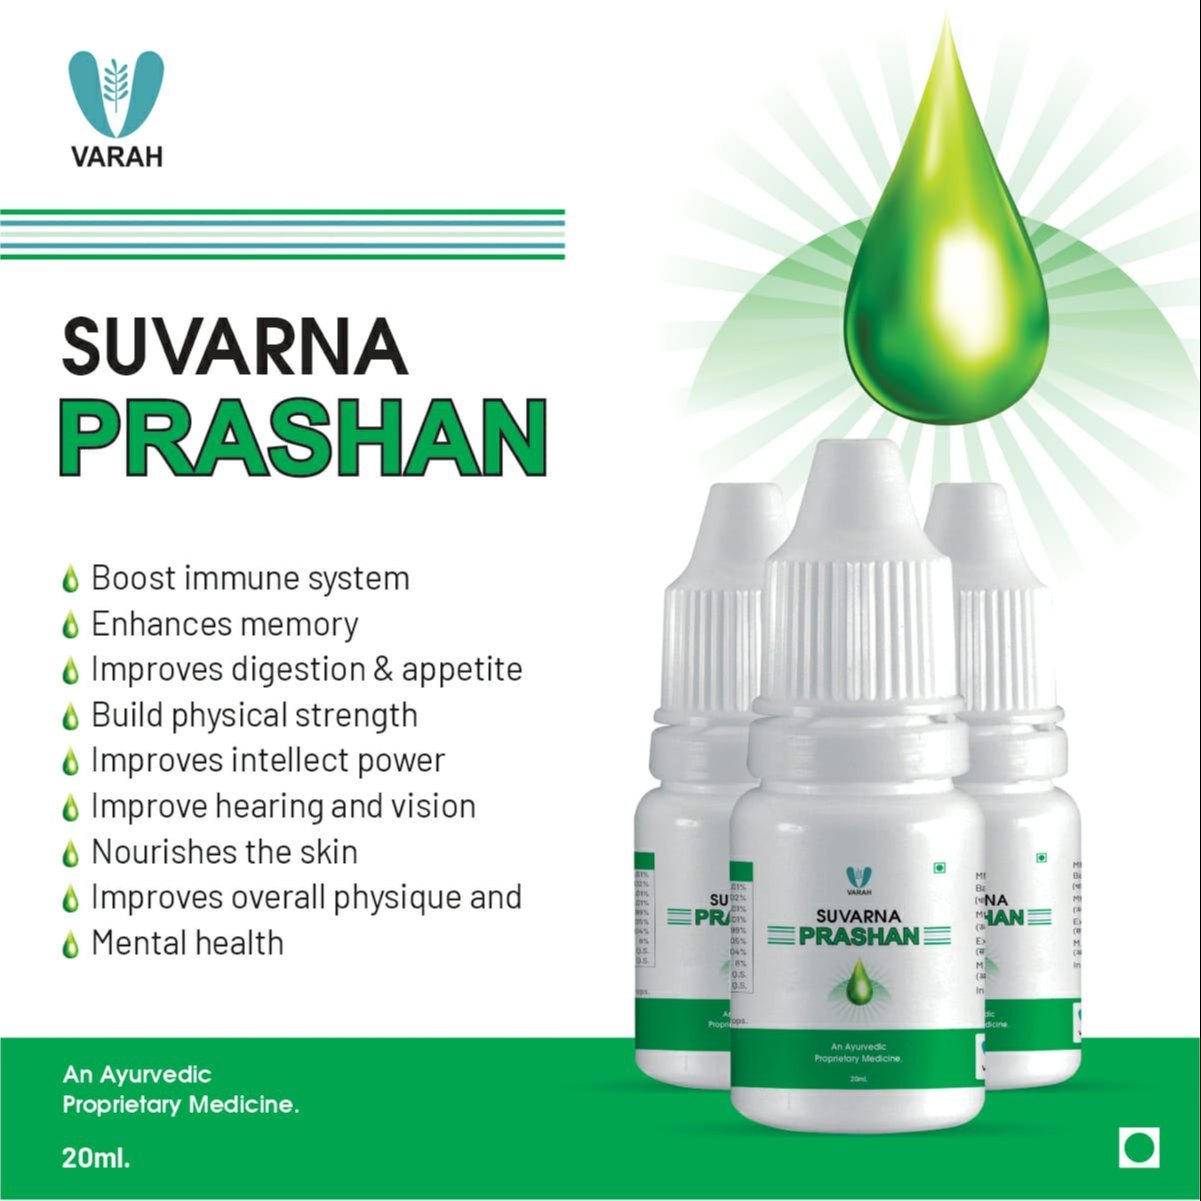 VARAH
SUVARNA
PRASHAN
Boost immune system
Enhances memory
Improves digestion & appetite
Build physical strength
Improves intellect power
Improve hearing and vision
Nourishes the skin
Improves overall physique and
Mental health
An Ayurvedic
Proprietary Medicine.
20ml.
VARAH
SUVARNA
PRASHAN
An Ayurvedic
Proprietary Medicine.
20ml.